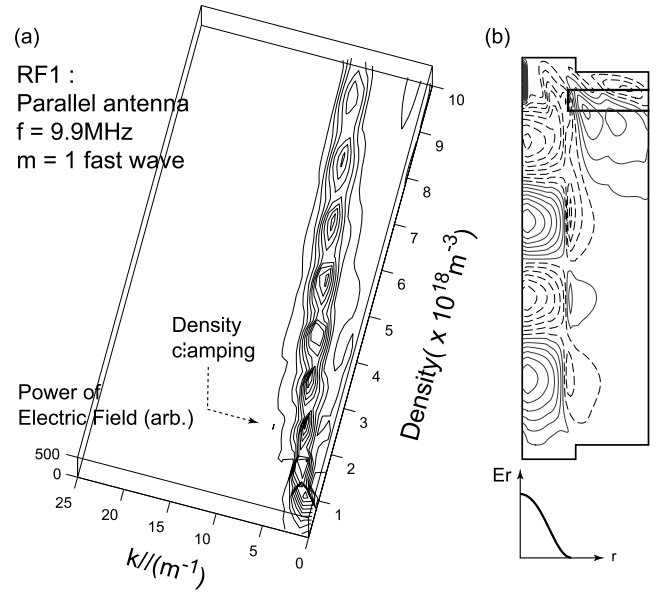 (a)
RF1 :
Parallel antenna
f = 9.9MHz
m = 1 fast wave
Density
clamping
Power of
Electric Field (arb.)
500
0
25
20
15
10
5
0
k//(m-1)
1
2
3
4
5
6
7
8
9
10
Density( x 10^18 m^-3)
(b)
Er
r